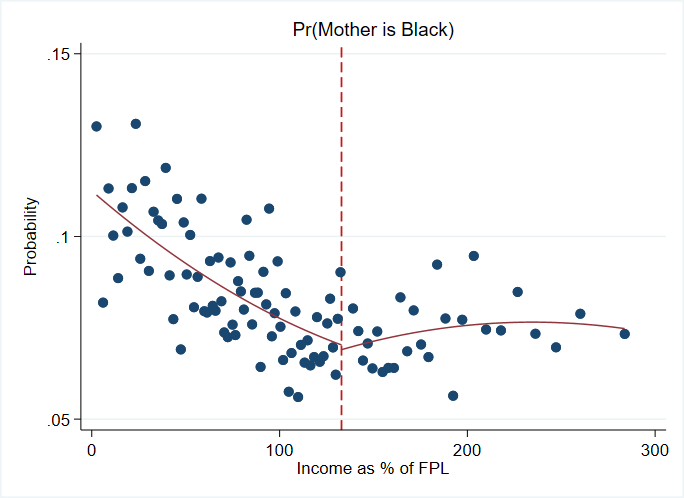 Pr(Mother is Black)
.15
.1
.05
Probability
0
100
200
300
Income as % of FPL